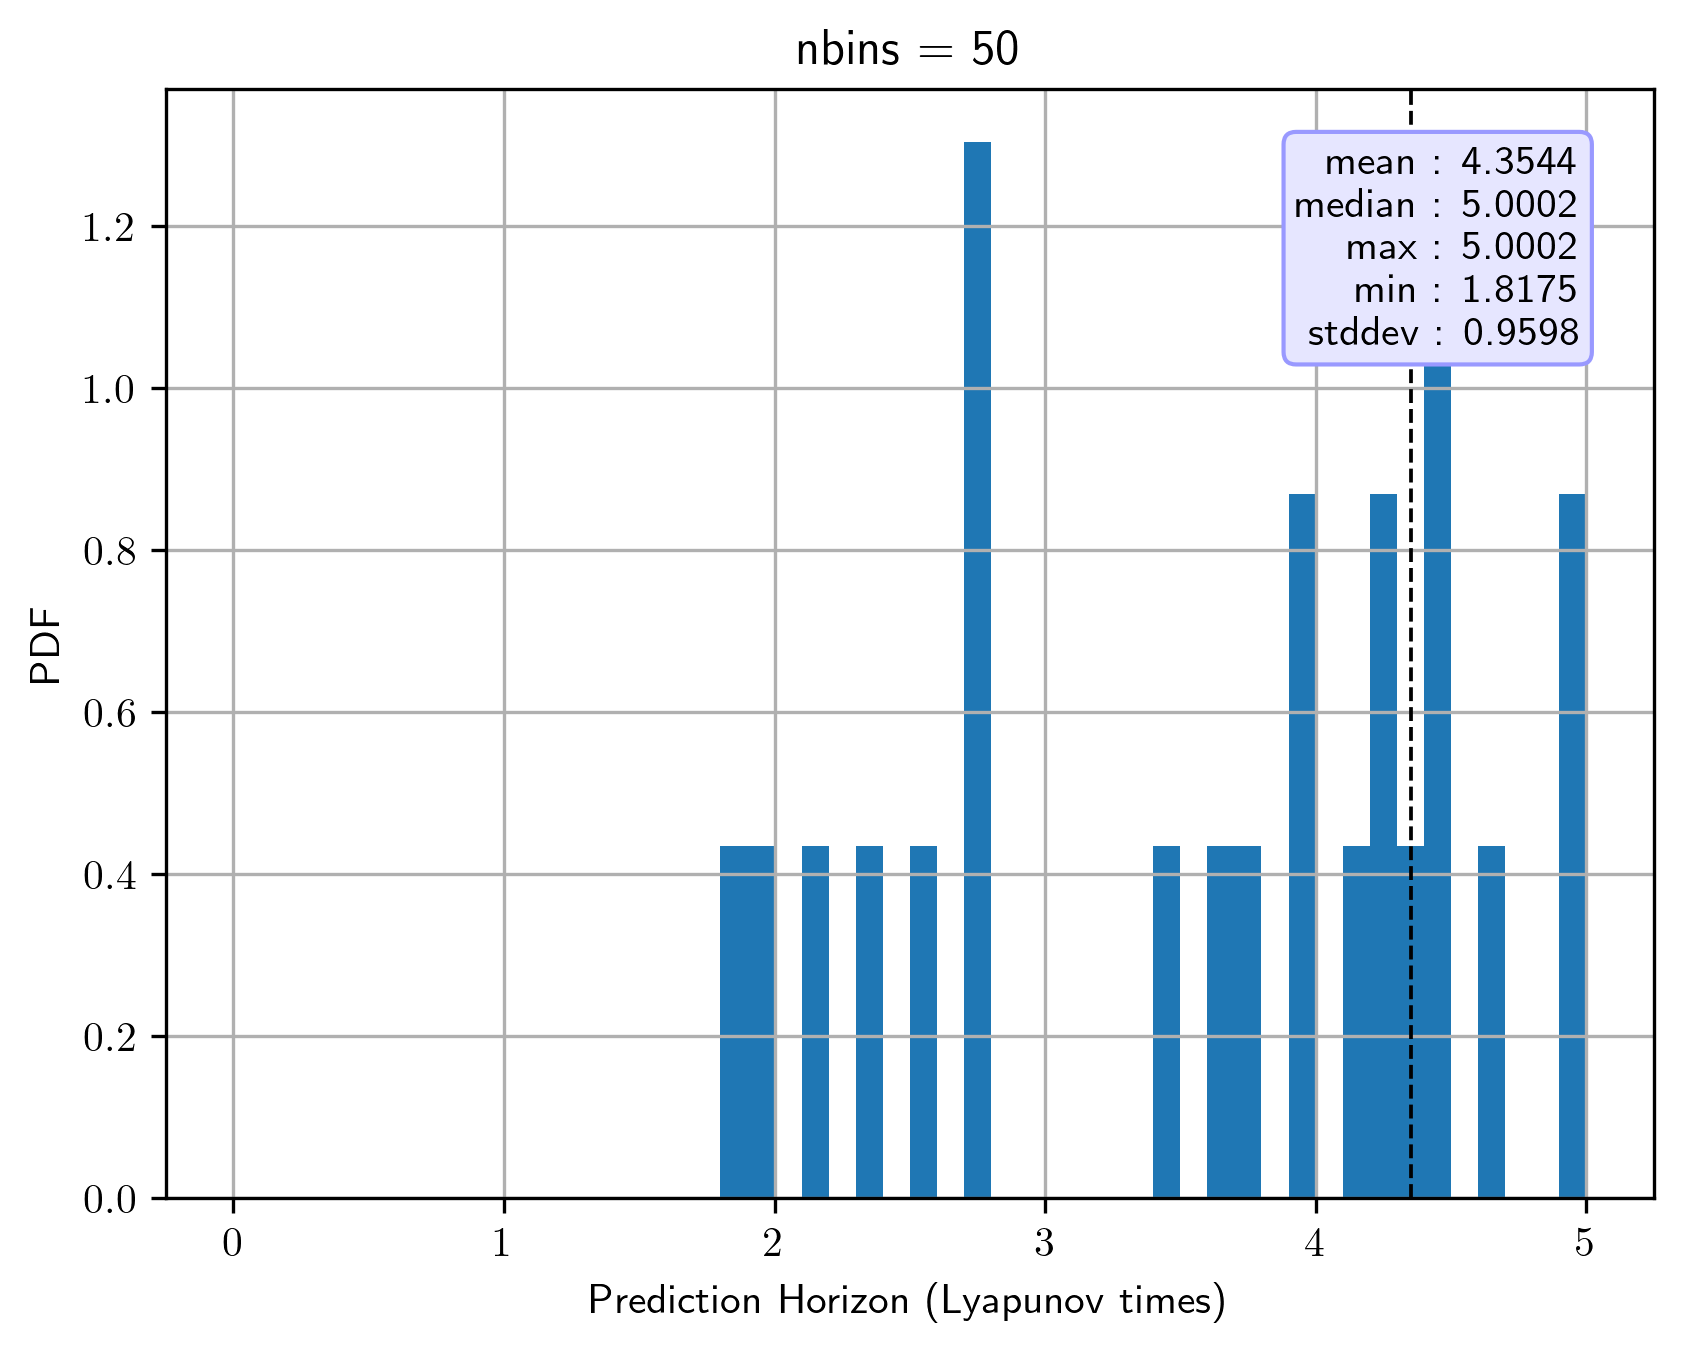 nbins = 50
mean : 4.3544
median : 5.0002
max : 5.0002
min : 1.8175
stddev : 0.9598
1.2
1.0
0.8
0.6
0.4
0.2
0.0
PDF
0 1 2 3 4 5
Prediction Horizon (Lyapunov times)